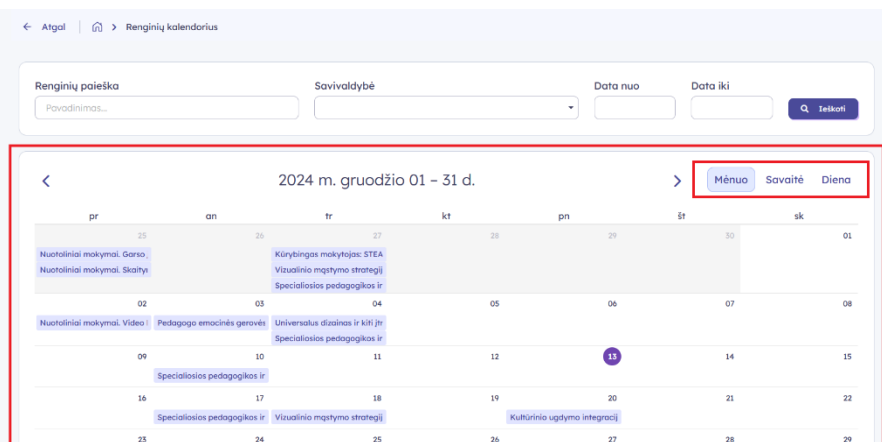 Atgal Renginių kalendorius
Renginių paieška Savivaldybė Data nuo Data iki
Pavadinimas... Ieškoti
2024 m. gruodžio 01 – 31 d. Mėnuo Savaitė Diena
pr an tr kt pn št sk
25 26 27 28 29 30 01
Nuotoliniai mokymai. Garso Kūrybingas mokytojas: STEA
Nuotoliniai mokymai. Skaity Vizualinio mąstymo strategij
Specialiosios pedagogikos ir
02 03 04 05 06 07 08
Nuotoliniai mokymai. Video Pedagogo emocinės gerovės Universalus dizainas ir kiti įtr
Specialiosios pedagogikos ir
09 10 11 12 13 14 15
Specialiosios pedagogikos ir
16 17 18 19 20 21 22
Specialiosios pedagogikos ir Vizualinio mąstymo strategij Kultūrinio ugdymo integracij
23 24 25 26 27 28 29